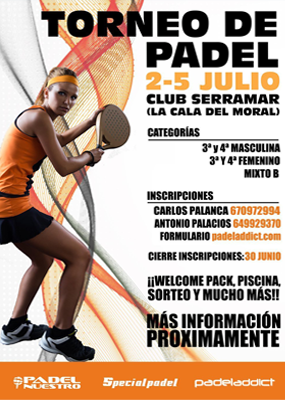 TORNEO DE
PADEL
2-5 JULIO
CLUB SERRAMAR
(LA CALA DEL MORAL)
CATEGORÍAS
3ª y 4ª MASCULINA
3ª Y 4ª FEMENINO
MIXTO B
INSCRIPCIONES
CARLOS PALANCA 670972994
ANTONIO PALACIOS 649929370
FORMULARIO padeladdict.com
CIERRE INSCRIPCIONES:30 JUNIO
¡¡WELCOME PACK, PISCINA,
SORTEO Y MUCHO MÁS!!
MÁS INFORMACIÓN
PROXIMAMENTE
PADEL NUESTRO
Specialpadel
padeladdict